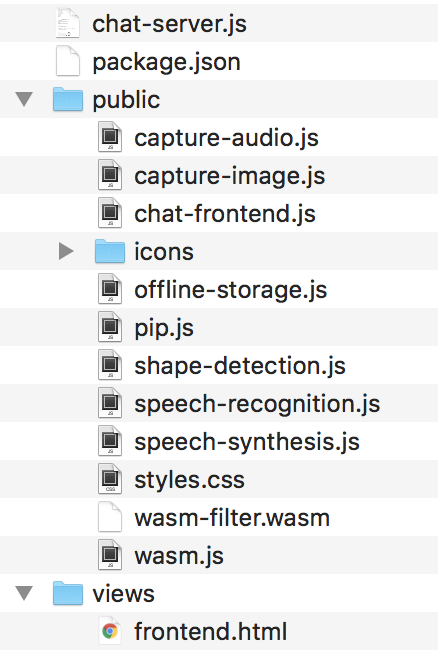 chat-server.js
package.json
public
capture-audio.js
capture-image.js
chat-frontend.js
icons
offline-storage.js
pip.js
shape-detection.js
speech-recognition.js
speech-synthesis.js
styles.css
wasm-filter.wasm
wasm.js
views
frontend.html